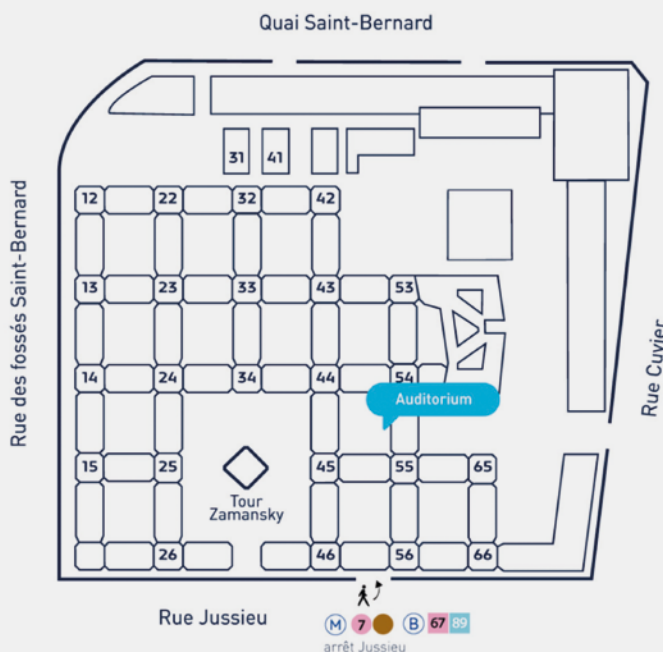 Quai Saint-Bernard
31 41
12 22 32 42
Rue des fossés Saint-Bernard
13 23 33 43 53
Rue Cuvier
14 24 34 44 54
Auditorium
15 25 45 55 65
Tour
Zamansky
26 46 56 66
Rue Jussieu
M 7 B 67 89
arrêt Jussieu